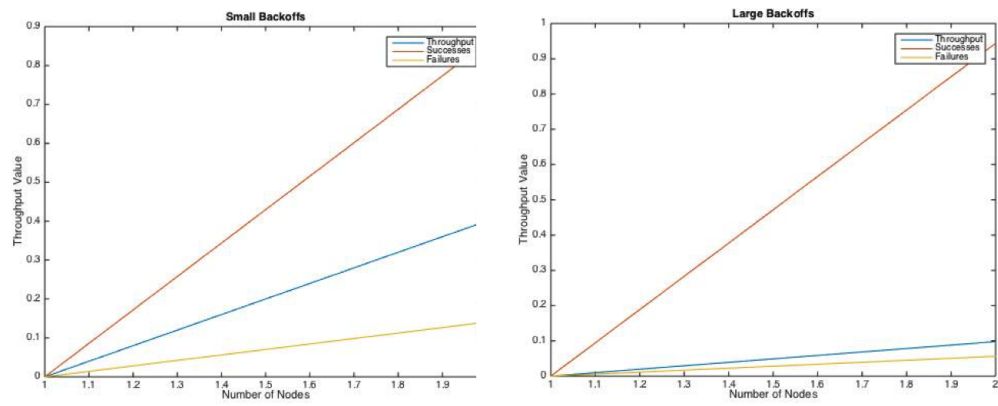 Small Backoffs
Throughput
Successes
Failures
0.9
0.8
0.7
0.6
0.5
0.4
0.3
0.2
0.1
0
Throughput Value
1 1.1 1.2 1.3 1.4 1.5 1.6 1.7 1.8 1.9
Number of Nodes
Large Backoffs
Throughput
Successes
Failures
1
0.9
0.8
0.7
0.6
0.5
0.4
0.3
0.2
0.1
0
Throughput Value
1 1.1 1.2 1.3 1.4 1.5 1.6 1.7 1.8 1.9 2
Number of Nodes